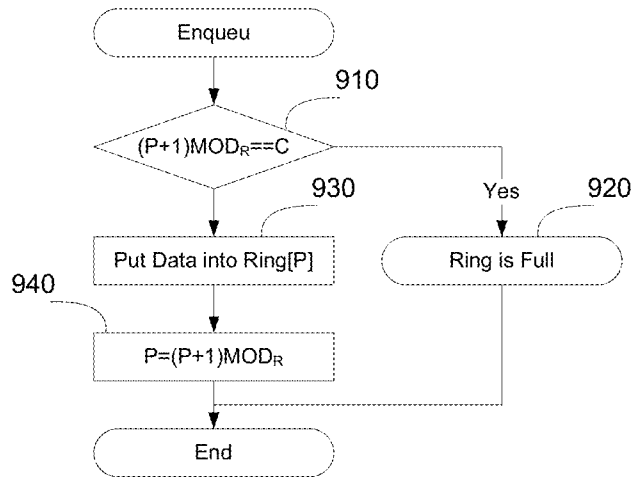 Enqueu
910
(P+1)MODR==C
930
Yes
920
Put Data into Ring[P]
Ring is Full
940
P=(P+1)MODR
End